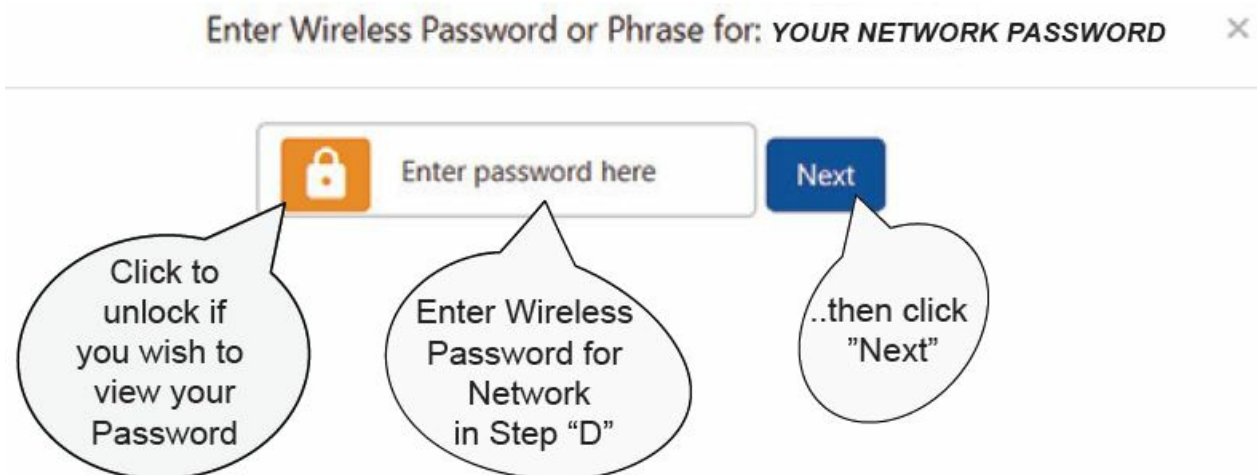 Enter Wireless Password or Phrase for: YOUR NETWORK PASSWORD ×
Enter password here
Next
Click to
unlock if
you wish to
view your
Password
Enter Wireless
Password for
Network
in Step “D”
..then click
”Next”